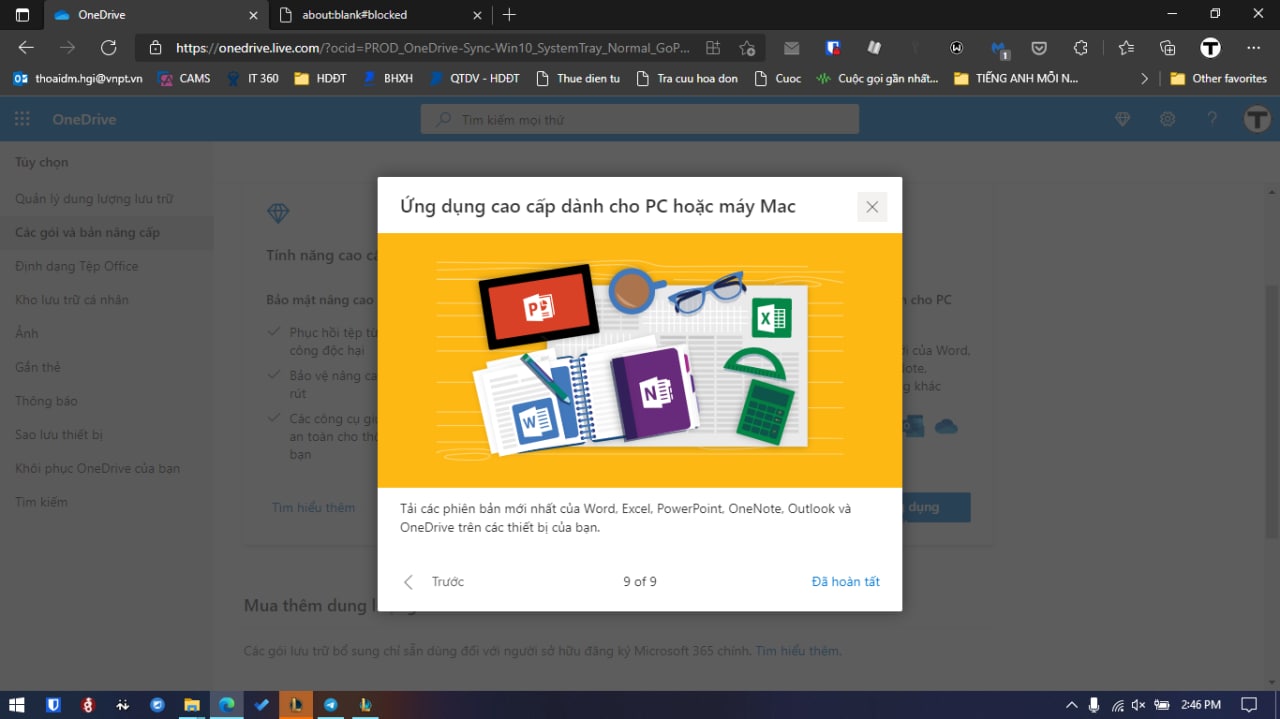 OneDrive
about:blank#blocked
https://onedrive.live.com/?ocid=PROD_OneDrive-Sync-Win10_SystemTray_Normal_GoP...
1
T
thoaidm.hgi@vnpt.vn
CAMS
IT 360
HDĐT
BHXH
QTDV - HDĐT
Thue dien tu
Tra cuu hoa don
Cuoc
Cuộc gọi gần nhất...
TIẾNG ANH MỖI N...
Other favorites
OneDrive
Tìm kiếm mọi thứ
?
T
Tùy chọn
Quản lý dung lượng lưu trữ
Các gói và bản nâng cấp
Định dạng Tệp Office
Kho lưu trữ cá nhân
Ảnh
Gắn thẻ
Thông báo
Sao lưu thiết bị
Khôi phục OneDrive của bạn
Tìm kiếm
Tính năng cao cấ
Bảo mật nâng cao
Phục hồi tệp từ
công độc hại
Bảo vệ nâng ca
rút
Các công cụ giú
an toàn cho thô
bạn
Tìm hiểu thêm
Ứng dụng cao cấp dành cho PC hoặc máy Mac
P
X
W
N
Tải các phiên bản mới nhất của Word, Excel, PowerPoint, OneNote, Outlook và
OneDrive trên các thiết bị của bạn.
Trước
9 of 9
Đã hoàn tất
cho PC
ới của Word,
Note,
g khác
dụng
Mua thêm dung lượng
Các gói lưu trữ bổ sung chỉ sẵn dùng đối với người sở hữu đăng ký Microsoft 365 chính. Tìm hiểu thêm.
2:46 PM